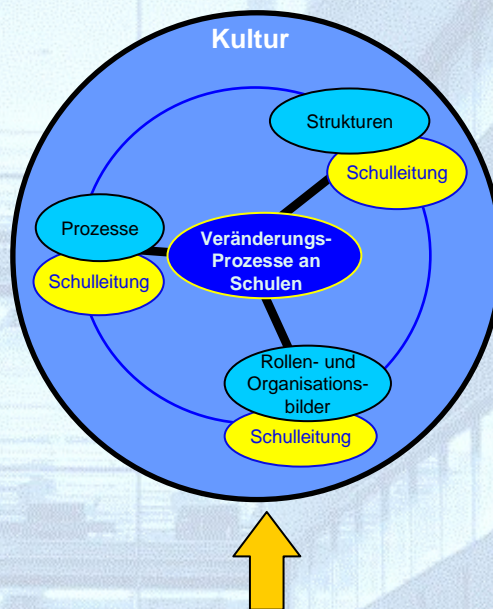 Kultur
Strukturen
Schulleitung
Prozesse
Schulleitung
Veränderungs-
Prozesse an
Schulen
Rollen- und
Organisations-
bilder
Schulleitung